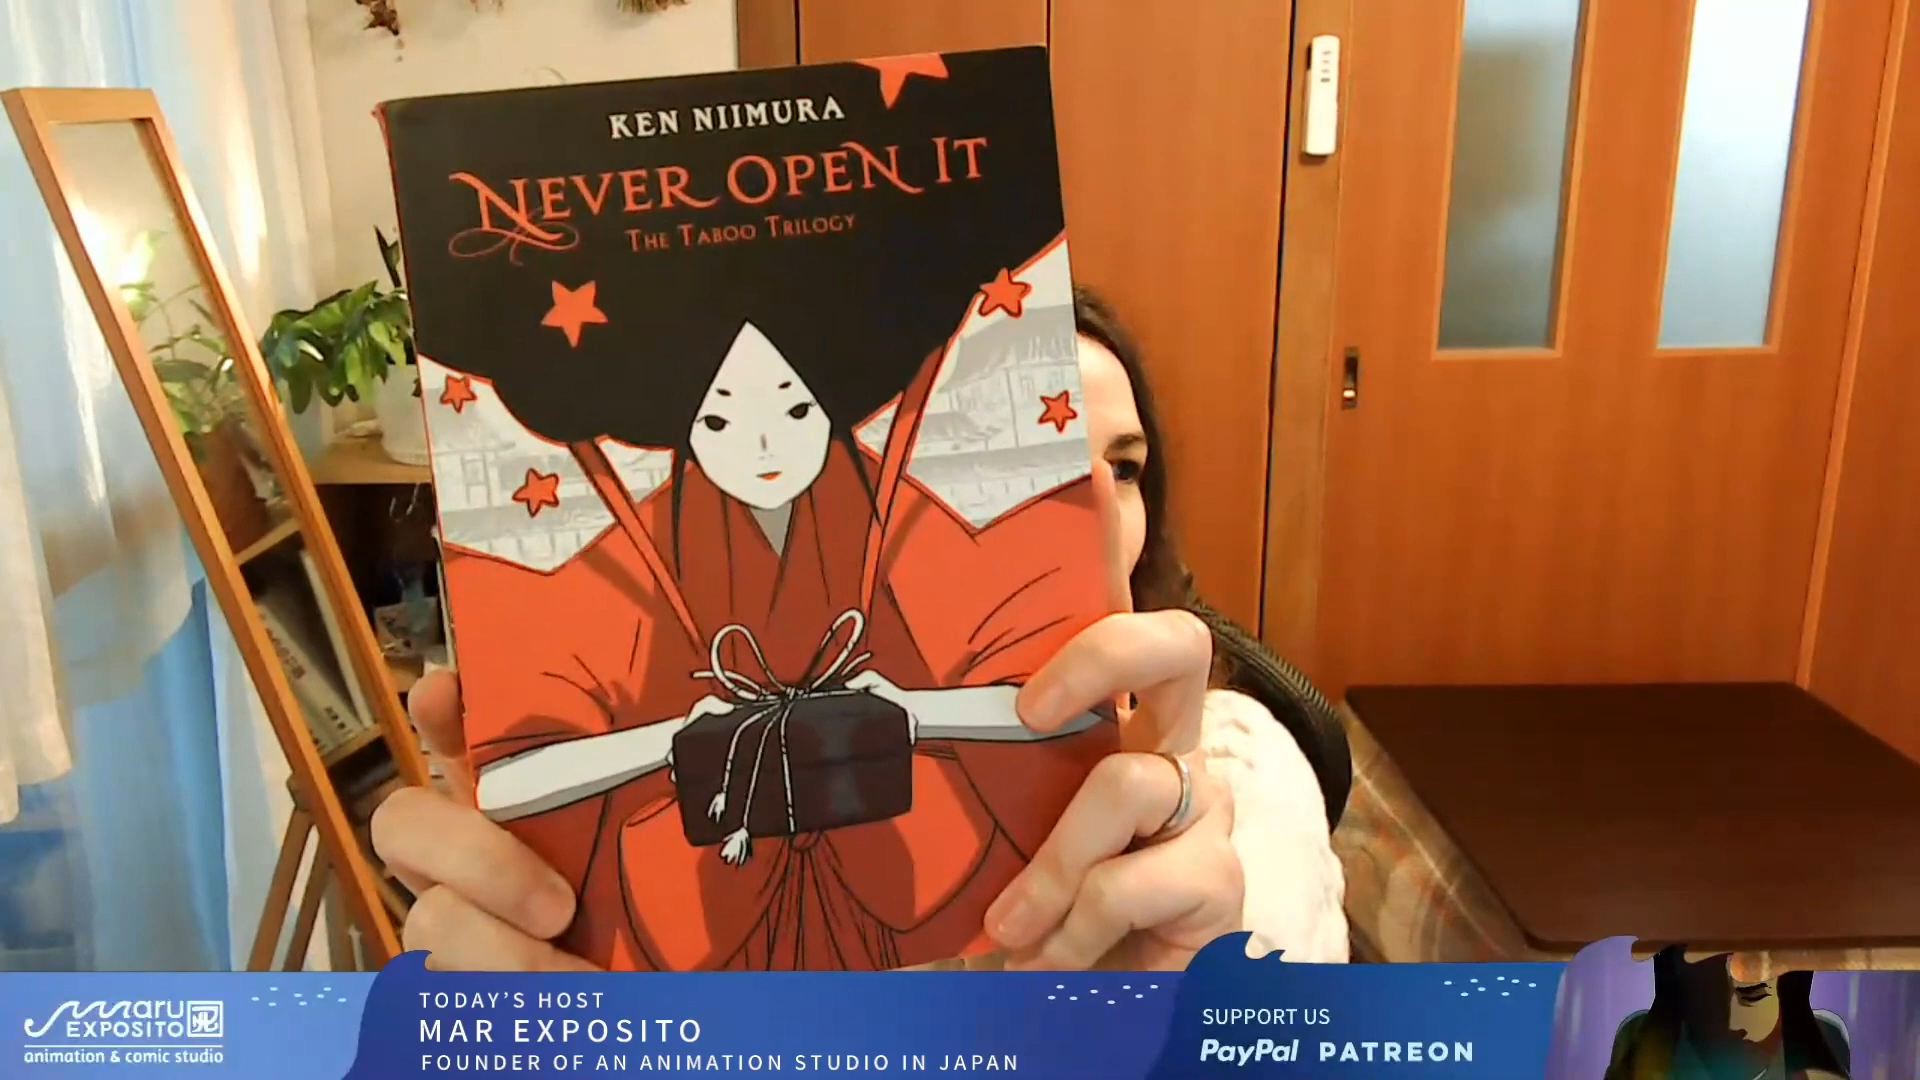 KEN NIIMURA
NEVER OPEN IT
THE TABOO TRILOGY
maru
EXPOSITO
animation & comic studio
TODAY'S HOST
MAR EXPOSITO
FOUNDER OF AN ANIMATION STUDIO IN JAPAN
SUPPORT US
PayPal PATREON